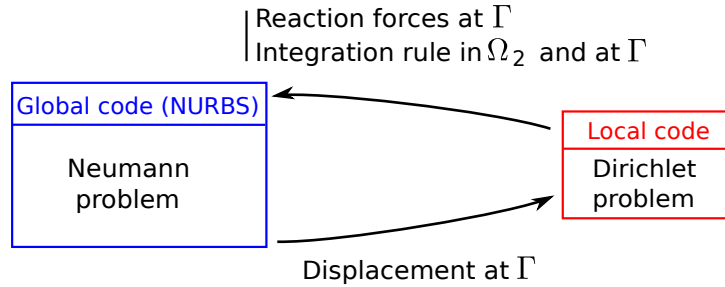 Reaction forces at Γ
Integration rule in Ω₂ and at Γ
Global code (NURBS)
Neumann
problem
Local code
Dirichlet
problem
Displacement at Γ